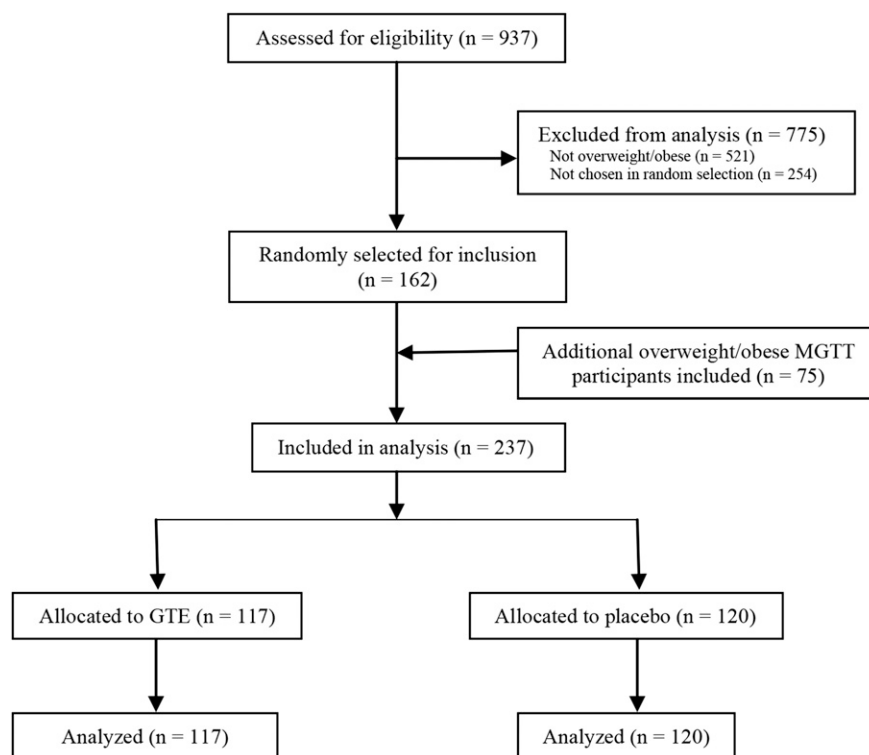 Assessed for eligibility (n = 937)
Excluded from analysis (n = 775)
Not overweight/obese (n = 521)
Not chosen in random selection (n = 254)
Randomly selected for inclusion
(n = 162)
Additional overweight/obese MGTT
participants included (n = 75)
Included in analysis (n = 237)
Allocated to GTE (n = 117)
Allocated to placebo (n = 120)
Analyzed (n = 117)
Analyzed (n = 120)